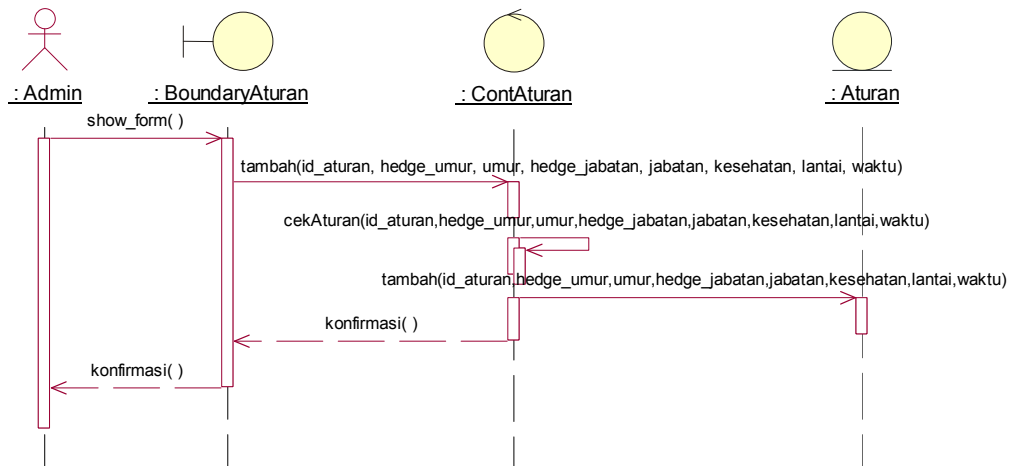 : Admin
: BoundaryAturan
: ContAturan
: Aturan
show_form( )
tambah(id_aturan, hedge_umur, umur, hedge_jabatan, jabatan, kesehatan, lantai, waktu)
cekAturan(id_aturan,hedge_umur,umur,hedge_jabatan,jabatan,kesehatan,lantai,waktu)
tambah(id_aturan,hedge_umur,umur,hedge_jabatan,jabatan,kesehatan,lantai,waktu)
konfirmasi( )
konfirmasi( )